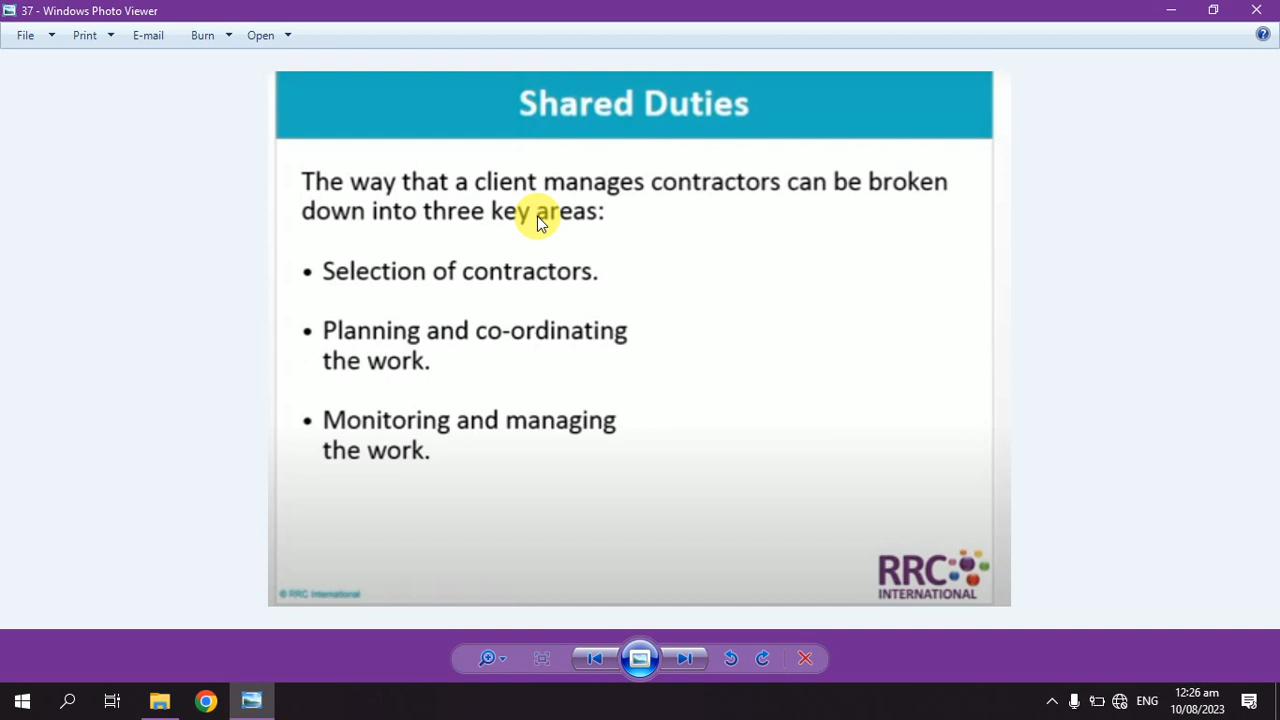 37 - Windows Photo Viewer
File Print E-mail Burn Open
Shared Duties
The way that a client manages contractors can be broken
down into three key areas:
• Selection of contractors.
• Planning and co-ordinating
the work.
• Monitoring and managing
the work.
RRC
INTERNATIONAL
© RRC International
ENG
12:26 am
10/08/2023